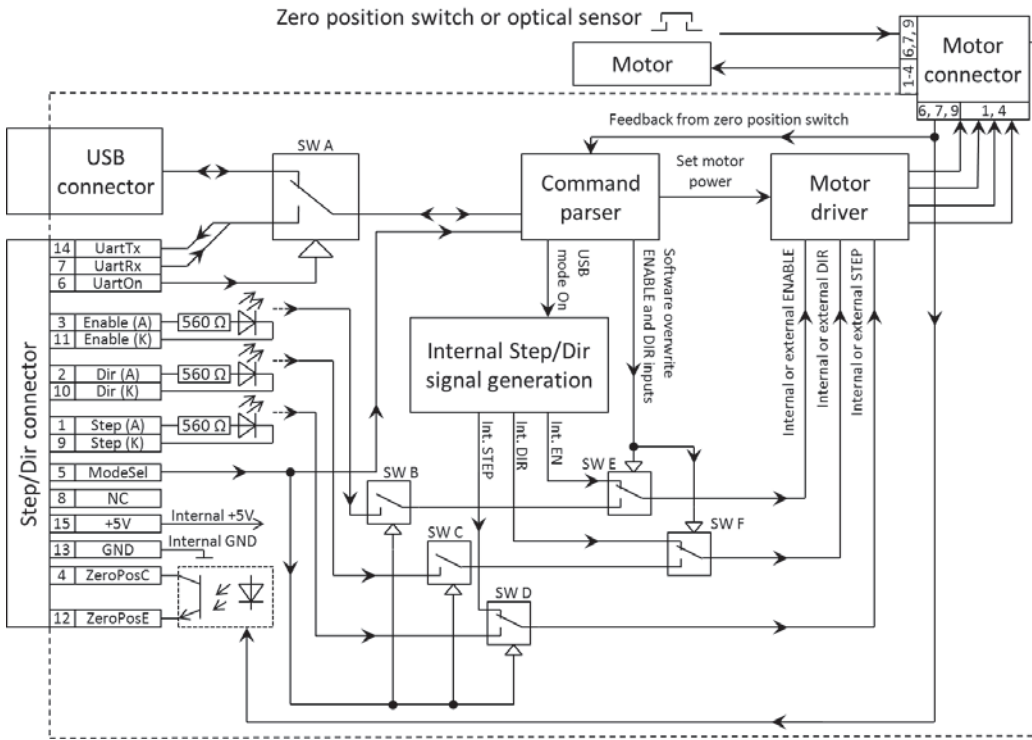 Zero position switch or optical sensor
Motor
6,7,9
1-4
Motor
connector
6, 7, 9
1, 4
Feedback from zero position switch
USB
connector
SW A
Command
parser
Set motor
power
Motor
driver
14 UartTx
7 UartRx
6 UartOn
3 Enable (A) 560 Ω
11 Enable (K)
2 Dir (A) 560 Ω
10 Dir (K)
1 Step (A) 560 Ω
9 Step (K)
5 ModeSel
8 NC
15 +5V Internal +5V
13 GND Internal GND
4 ZeroPosC
12 ZeroPosE
Step/Dir connector
USB
mode On
Software overwrite
ENABLE and DIR inputs
Internal Step/Dir
signal generation
Int. STEP
Int. DIR
Int. EN
Internal or external ENABLE
Internal or external DIR
Internal or external STEP
SW B
SW C
SW D
SW E
SW F